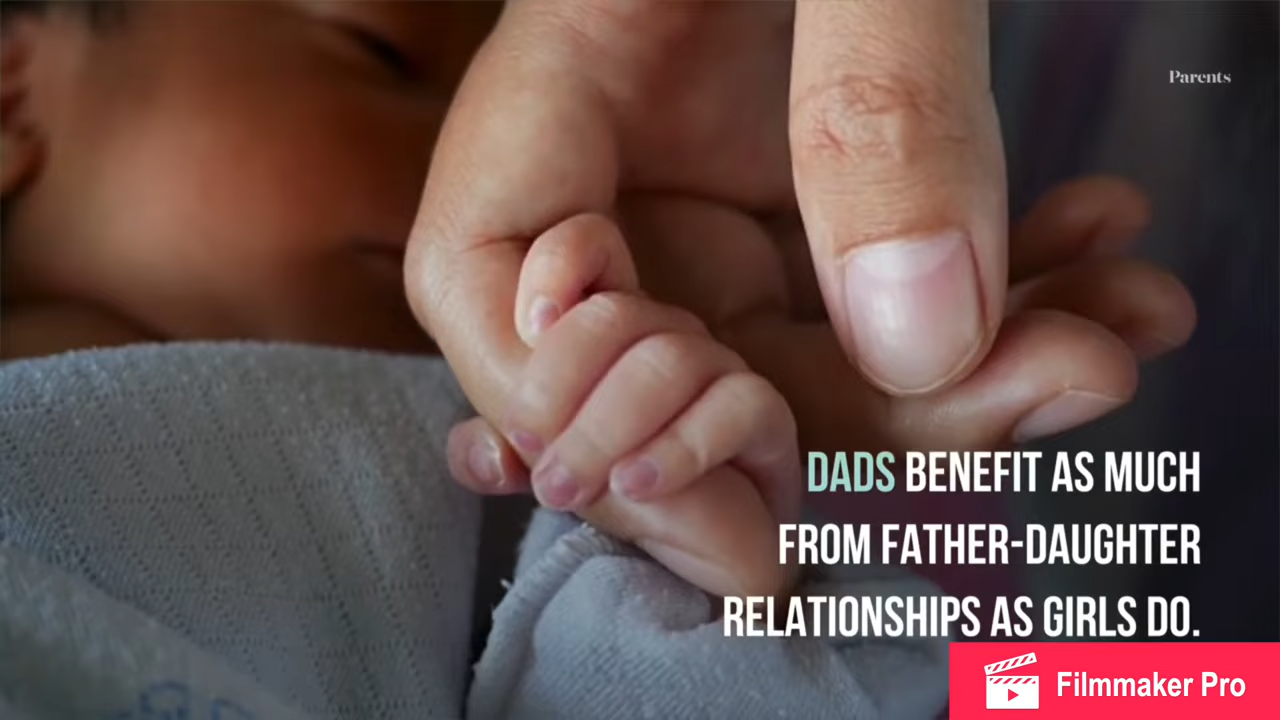 Parents
DADS BENEFIT AS MUCH
FROM FATHER-DAUGHTER
RELATIONSHIPS AS GIRLS DO.
Filmmaker Pro